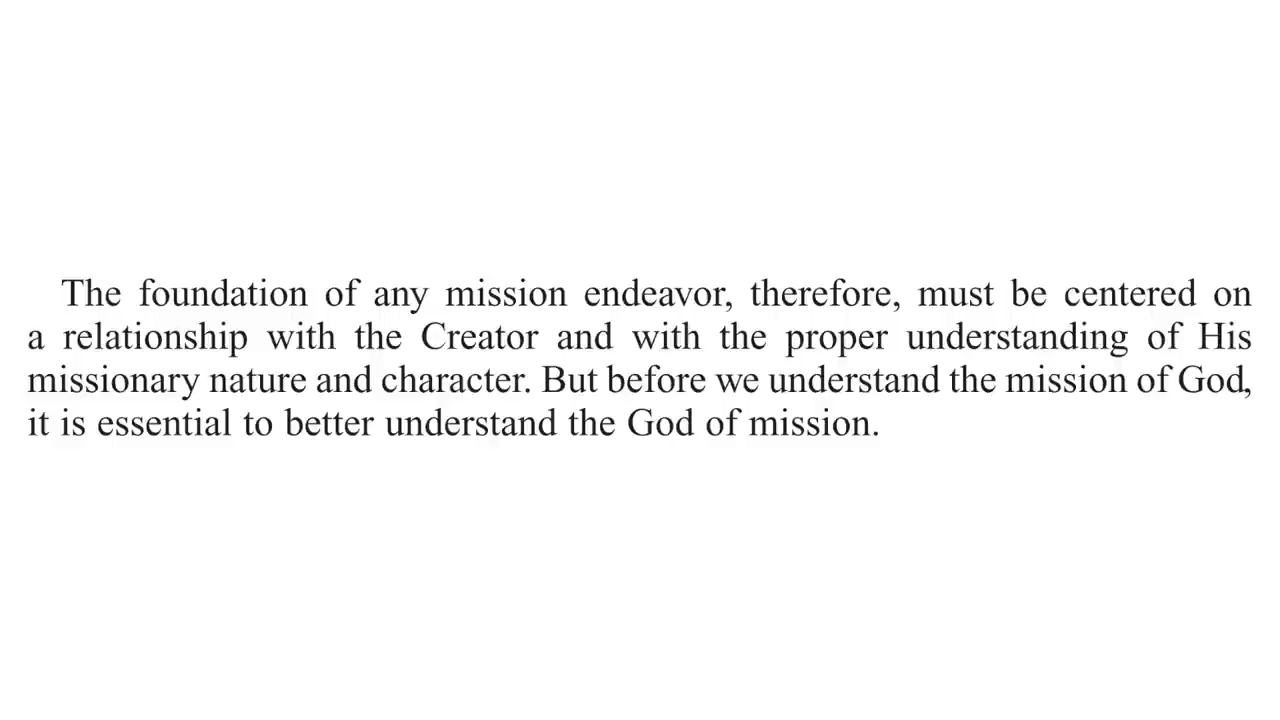 The foundation of any mission endeavor, therefore, must be centered on
a relationship with the Creator and with the proper understanding of His
missionary nature and character. But before we understand the mission of God,
it is essential to better understand the God of mission.